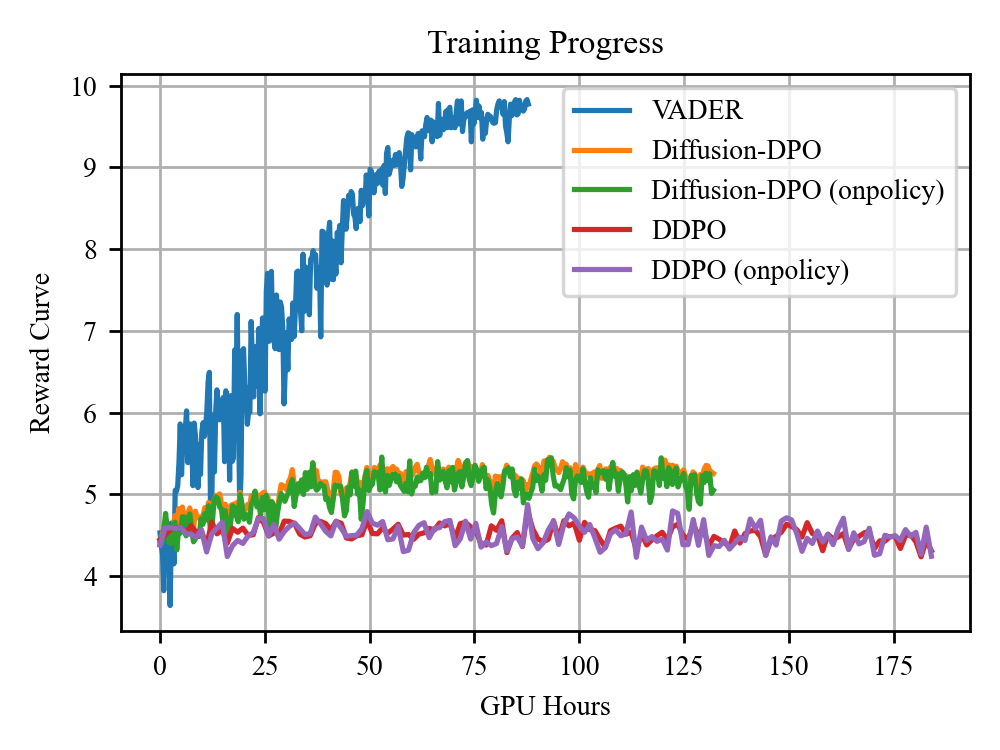 Training Progress
10
9
8
7
6
5
4
Reward Curve
VADER
Diffusion-DPO
Diffusion-DPO (onpolicy)
DDPO
DDPO (onpolicy)
0 25 50 75 100 125 150 175
GPU Hours